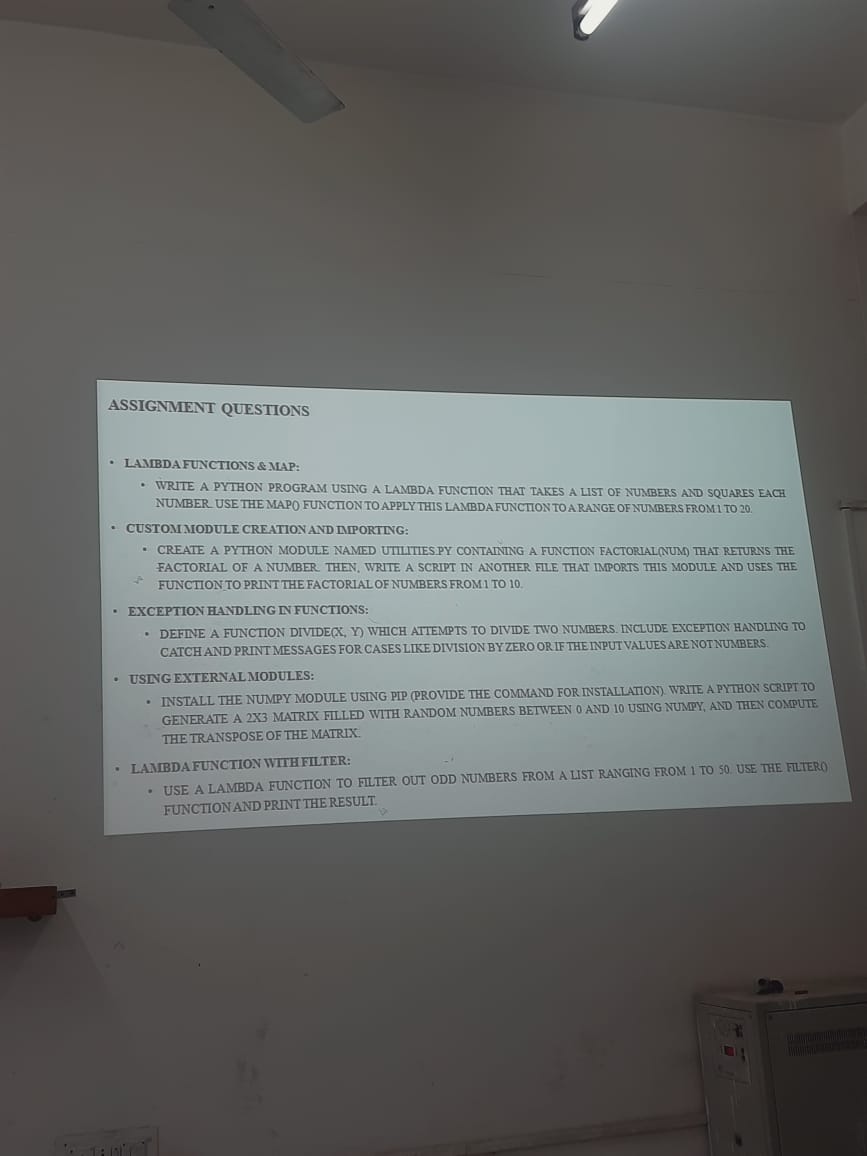 ASSIGNMENT QUESTIONS
• LAMBDA FUNCTIONS & MAP:
• WRITE A PYTHON PROGRAM USING A LAMBDA FUNCTION THAT TAKES A LIST OF NUMBERS AND SQUARES EACH
NUMBER. USE THE MAP() FUNCTION TO APPLY THIS LAMBDA FUNCTION TO A RANGE OF NUMBERS FROM 1 TO 20.
• CUSTOM MODULE CREATION AND IMPORTING:
• CREATE A PYTHON MODULE NAMED UTILITIES.PY CONTAINING A FUNCTION FACTORIAL(NUM) THAT RETURNS THE
FACTORIAL OF A NUMBER. THEN, WRITE A SCRIPT IN ANOTHER FILE THAT IMPORTS THIS MODULE AND USES THE
FUNCTION TO PRINT THE FACTORIAL OF NUMBERS FROM 1 TO 10.
• EXCEPTION HANDLING IN FUNCTIONS:
• DEFINE A FUNCTION DIVIDE(X, Y) WHICH ATTEMPTS TO DIVIDE TWO NUMBERS. INCLUDE EXCEPTION HANDLING TO
CATCH AND PRINT MESSAGES FOR CASES LIKE DIVISION BY ZERO OR IF THE INPUT VALUES ARE NOT NUMBERS.
• USING EXTERNAL MODULES:
• INSTALL THE NUMPY MODULE USING PIP (PROVIDE THE COMMAND FOR INSTALLATION). WRITE A PYTHON SCRIPT TO
GENERATE A 2X3 MATRIX FILLED WITH RANDOM NUMBERS BETWEEN 0 AND 10 USING NUMPY, AND THEN COMPUTE
THE TRANSPOSE OF THE MATRIX.
• LAMBDA FUNCTION WITH FILTER:
• USE A LAMBDA FUNCTION TO FILTER OUT ODD NUMBERS FROM A LIST RANGING FROM 1 TO 50. USE THE FILTER()
FUNCTION AND PRINT THE RESULT.